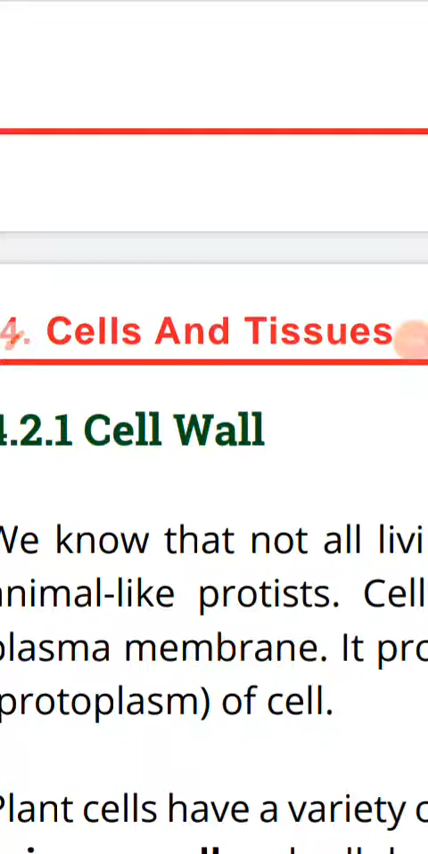 4. Cells And Tissues
.2.1 Cell Wall
We know that not all livi
animal-like protists. Cell
plasma membrane. It pro
(protoplasm) of cell.
Plant cells have a variety